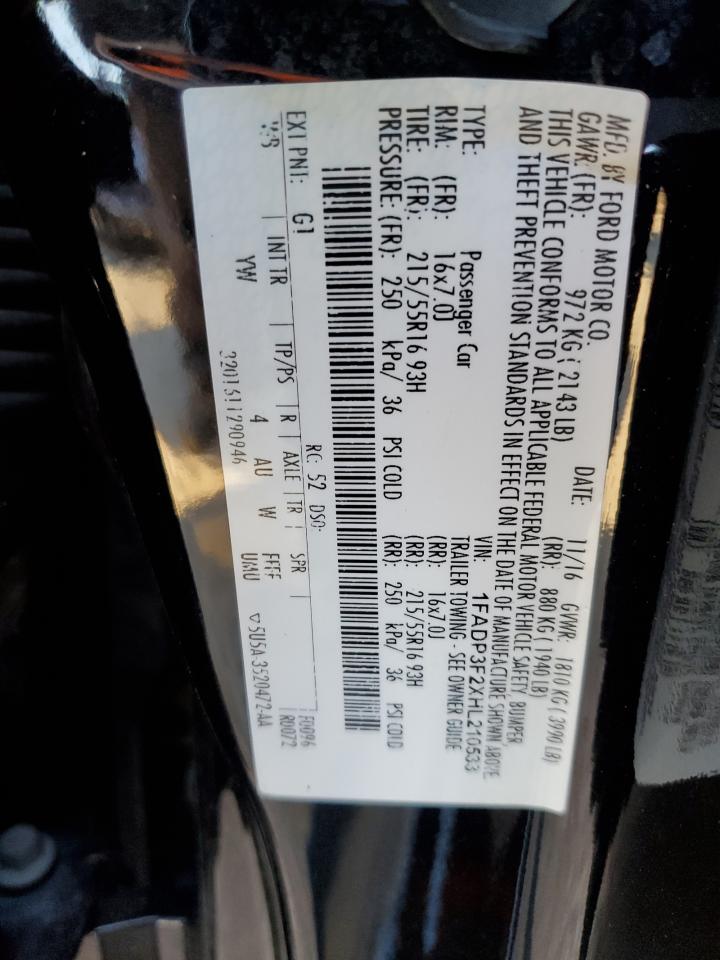 MFD. BY FORD MOTOR CO. DATE: 11/16 GVWR: 1810 KG ( 3990 LB)
GAWR: (FR): 972 KG ( 2143 LB) (RR): 880 KG ( 1940 LB)
THIS VEHICLE CONFORMS TO ALL APPLICABLE FEDERAL MOTOR VEHICLE SAFETY, BUMPER,
AND THEFT PREVENTION STANDARDS IN EFFECT ON THE DATE OF MANUFACTURE SHOWN ABOVE
VIN: 1FADP3F2XHL210533
TYPE: Passenger Car TRAILER TOWING - SEE OWNER GUIDE
RIM: (FR): 16x7.0J (RR): 16x7.0J
TIRE: (FR): 215/55R16 93H (RR): 215/55R16 93H
PRESSURE: (FR): 250 kPa/ 36 PSI COLD (RR): 250 kPa/ 36 PSI COLD
RC: 52 DSO: F0096
EXT PNT: G1 R0072
INT TR TP/PS R AXLE TR SPR
YW 4 AU W FFFF UMU ▽5U5A-3520472-AA
3201611290946